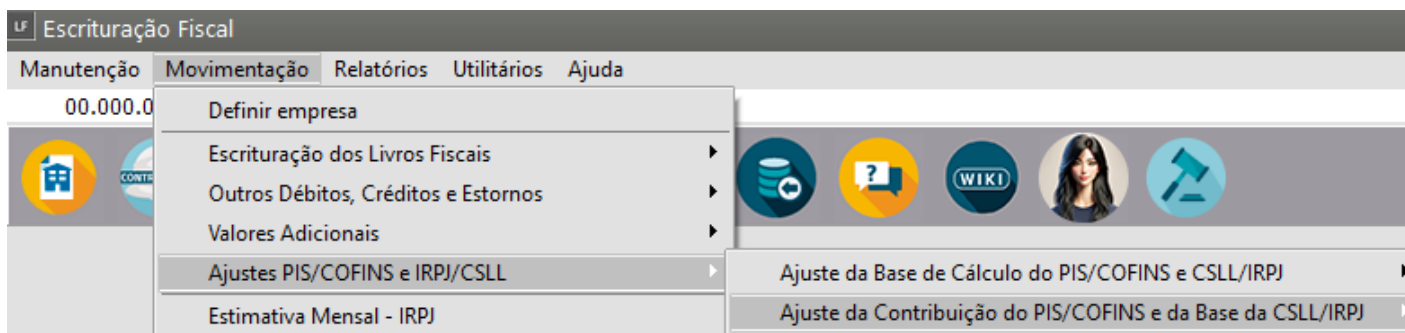 LF Escrituração Fiscal
Manutenção Movimentação Relatórios Utilitários Ajuda
00.000.0
Definir empresa
Escrituração dos Livros Fiscais
Outros Débitos, Créditos e Estornos
Valores Adicionais
Ajustes PIS/COFINS e IRPJ/CSLL
Estimativa Mensal - IRPJ
CONTR
?
WIKI
Ajuste da Base de Cálculo do PIS/COFINS e CSLL/IRPJ
Ajuste da Contribuição do PIS/COFINS e da Base da CSLL/IRPJ